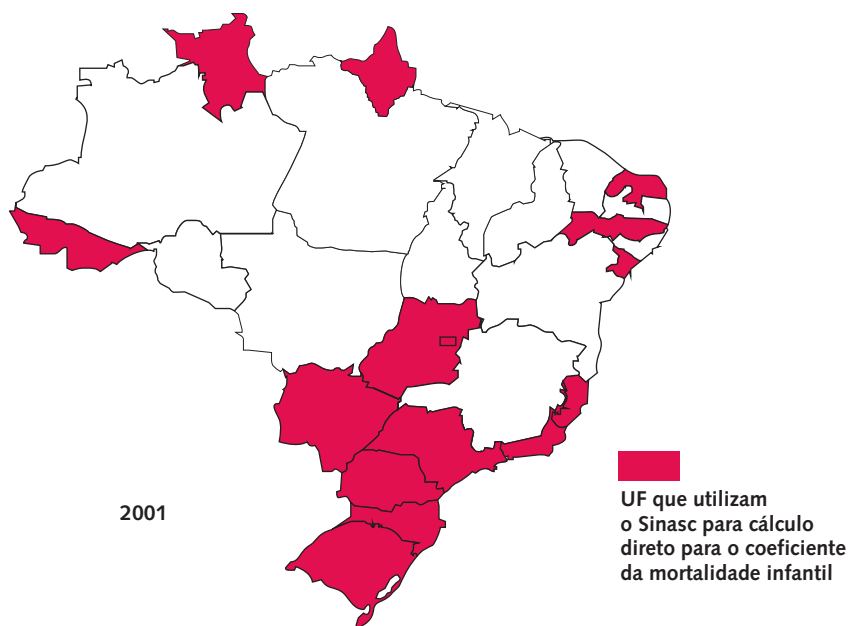 2001
UF que utilizam
o Sinasc para cálculo
direto para o coeficiente
da mortalidade infantil